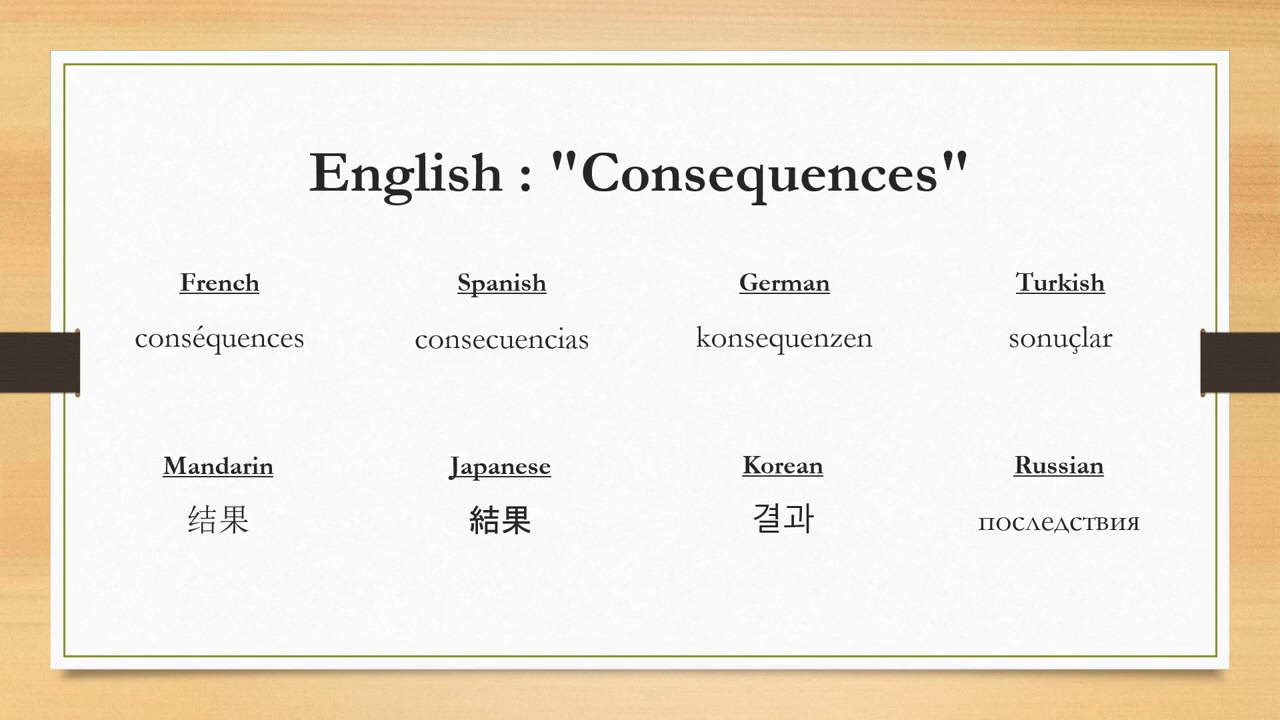 English : "Consequences"
French
conséquences
Spanish
consecuencias
German
konsequenzen
Turkish
sonuçlar
Mandarin
结果
Japanese
結果
Korean
결과
Russian
последствия